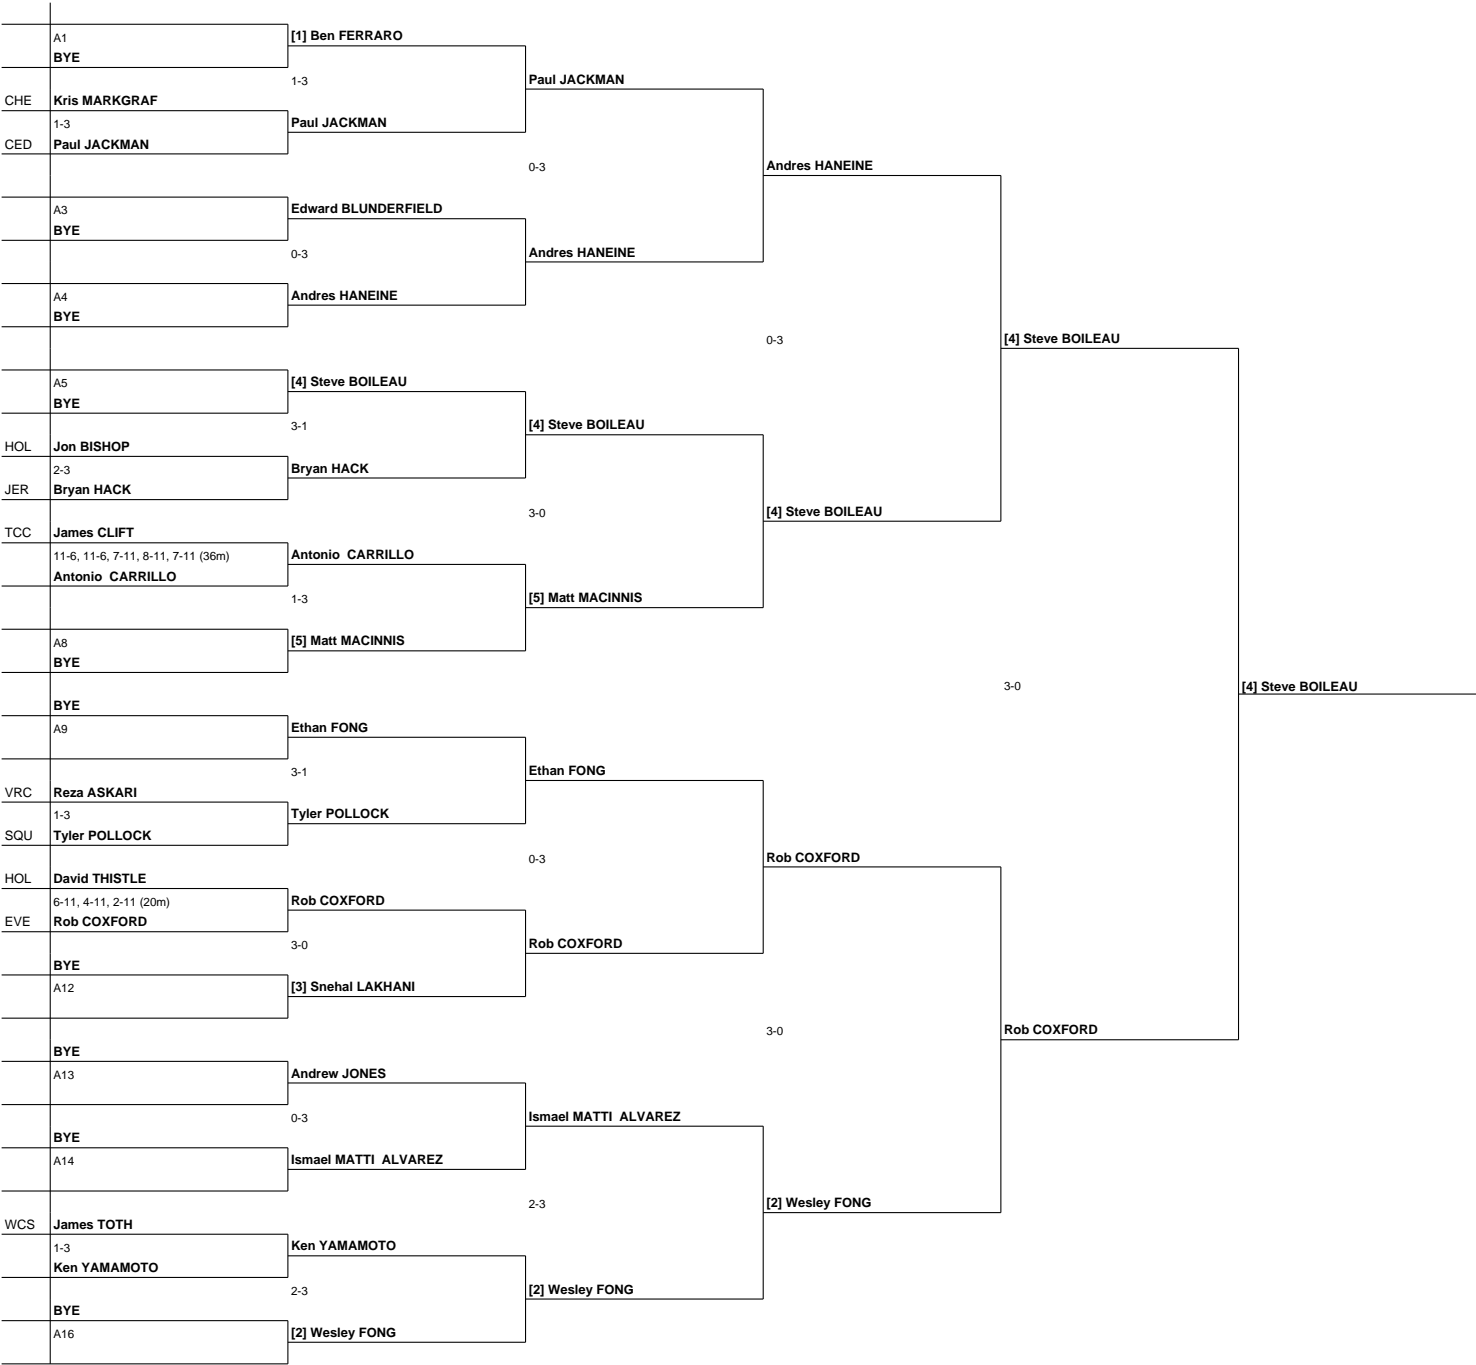 [1] Ben FERRARO
A1
BYE
1-3
Paul JACKMAN
CHE Kris MARKGRAF
1-3
Paul JACKMAN
CED Paul JACKMAN
0-3
Andres HANEINE
A3
Edward BLUNDERFIELD
BYE
0-3
Andres HANEINE
A4
Andres HANEINE
BYE
0-3
[4] Steve BOILEAU
A5
[4] Steve BOILEAU
BYE
3-1
[4] Steve BOILEAU
HOL Jon BISHOP
2-3
Bryan HACK
JER Bryan HACK
3-0
[4] Steve BOILEAU
TCC James CLIFT
11-6, 11-6, 7-11, 8-11, 7-11 (36m)
Antonio CARRILLO
Antonio CARRILLO
1-3
[5] Matt MACINNIS
A8
[5] Matt MACINNIS
BYE
3-0
[4] Steve BOILEAU
BYE
A9
Ethan FONG
3-1
Ethan FONG
VRC Reza ASKARI
1-3
Tyler POLLOCK
SQU Tyler POLLOCK
0-3
Rob COXFORD
HOL David THISTLE
6-11, 4-11, 2-11 (20m)
Rob COXFORD
EVE Rob COXFORD
3-0
Rob COXFORD
BYE
A12
[3] Snehal LAKHANI
3-0
Rob COXFORD
BYE
A13
Andrew JONES
0-3
Ismael MATTI ALVAREZ
BYE
A14
Ismael MATTI ALVAREZ
2-3
[2] Wesley FONG
WCS James TOTH
1-3
Ken YAMAMOTO
Ken YAMAMOTO
2-3
[2] Wesley FONG
BYE
A16
[2] Wesley FONG